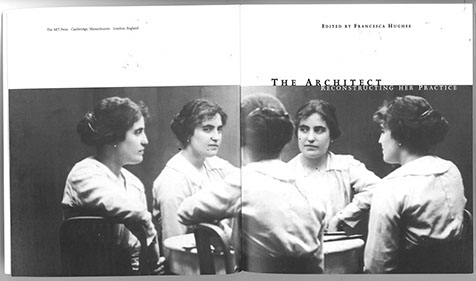 The MIT Press Cambridge, Massachusetts London, England
Edited by Francesca Hughes
The Architect
Reconstructing Her Practice